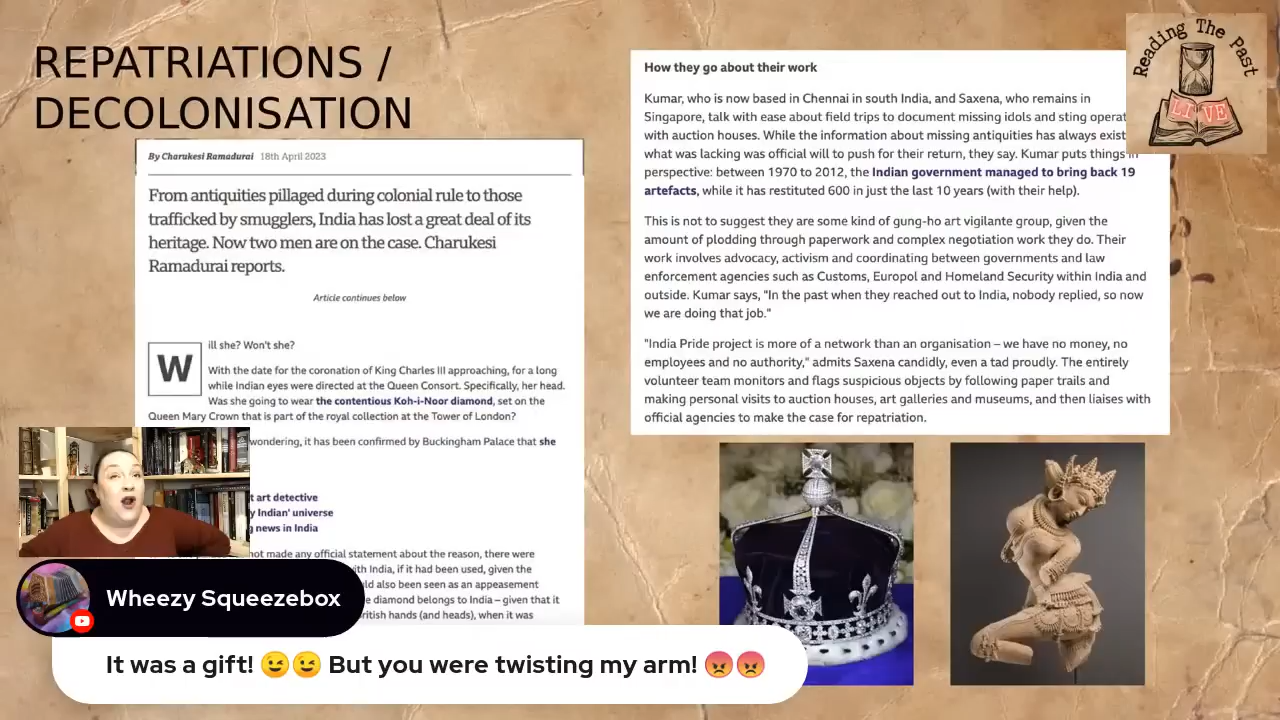 REPATRIATIONS /
DECOLONISATION
By Charukesi Ramadurai 18th April 2023
From antiquities pillaged during colonial rule to those
trafficked by smugglers, India has lost a great deal of its
heritage. Now two men are on the case. Charukesi
Ramadurai reports.
Article continues below
Will she? Won't she?
With the date for the coronation of King Charles III approaching, for a long
while Indian eyes were directed at the Queen Consort. Specifically, her head.
Was she going to wear the contentious Koh-i-Noor diamond, set on the
Queen Mary Crown that is part of the royal collection at the Tower of London?
wondering, it has been confirmed by Buckingham Palace that she
art detective
Indian' universe
news in India
not made any official statement about the reason, there were
India, if it had been used, given the
also been seen as an appeasement
diamond belongs to India – given that it
hands (and heads), when it was
How they go about their work
Kumar, who is now based in Chennai in south India, and Saxena, who remains in
Singapore, talk with ease about field trips to document missing idols and sting operat
with auction houses. While the information about missing antiquities has always exist
what was lacking was official will to push for their return, they say. Kumar puts things in
perspective: between 1970 to 2012, the Indian government managed to bring back 19
artefacts, while it has restituted 600 in just the last 10 years (with their help).
This is not to suggest they are some kind of gung-ho art vigilante group, given the
amount of plodding through paperwork and complex negotiation work they do. Their
work involves advocacy, activism and coordinating between governments and law
enforcement agencies such as Customs, Europol and Homeland Security within India and
outside. Kumar says, "In the past when they reached out to India, nobody replied, so now
we are doing that job."
"India Pride project is more of a network than an organisation – we have no money, no
employees and no authority," admits Saxena candidly, even a tad proudly. The entirely
volunteer team monitors and flags suspicious objects by following paper trails and
making personal visits to auction houses, art galleries and museums, and then liaises with
official agencies to make the case for repatriation.
Reading The Past
LIVE
Wheezy Squeezebox
It was a gift! 😉😉 But you were twisting my arm! 😡😡